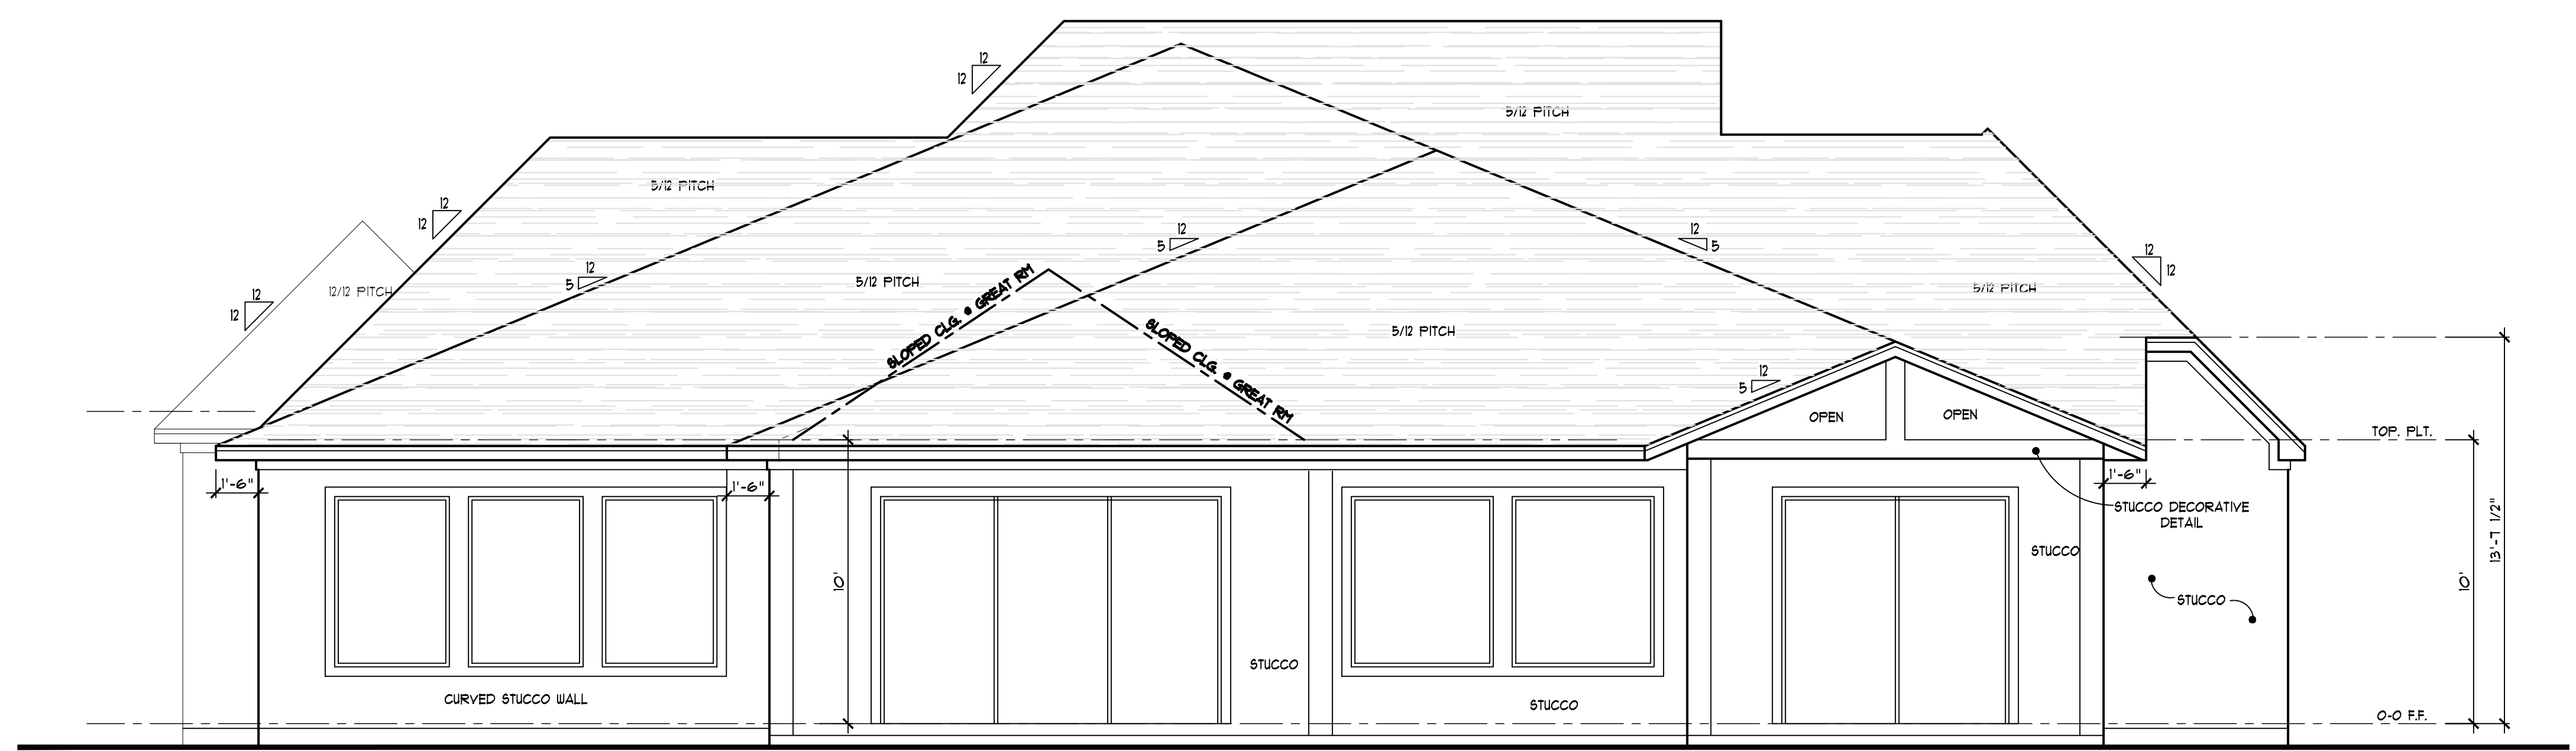 12
12
5/12 PITCH
5/12 PITCH
12
12
12
5
12
5
12
12
12
5
5/12 PITCH
12/12 PITCH
5/12 PITCH
12
12
SLOPED CLG. @ GREAT RM
SLOPED CLG. @ GREAT RM
5/12 PITCH
12
5
OPEN
OPEN
TOP. PLT.
1'-6"
1'-6"
1'-6"
STUCCO DECORATIVE
DETAIL
13'-7 1/2"
STUCCO
10'
10'
STUCCO
STUCCO
CURVED STUCCO WALL
STUCCO
0-0 F.F.